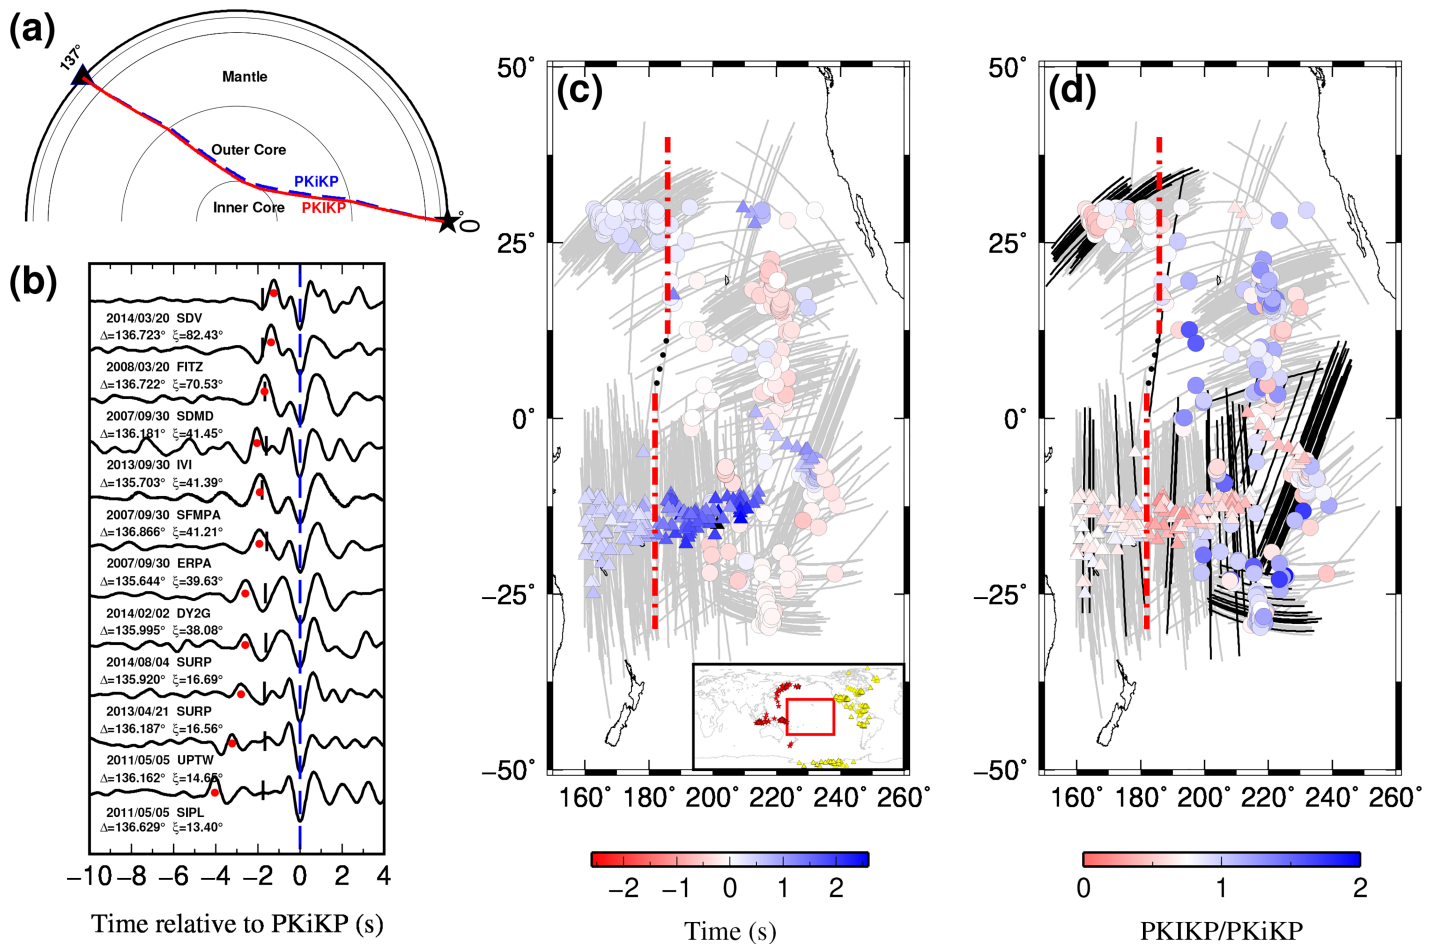 (a)
137°
Mantle
Outer Core
PKiKP
PKIKP
Inner Core
0°
(b)
2014/03/20 SDV
Δ=136.723° ξ=82.43°
2008/03/20 FITZ
Δ=136.722° ξ=70.53°
2007/09/30 SDMD
Δ=136.181° ξ=41.45°
2013/09/30 IVI
Δ=135.703° ξ=41.39°
2007/09/30 SFMPA
Δ=136.866° ξ=41.21°
2007/09/30 ERPA
Δ=135.644° ξ=39.63°
2014/02/02 DY2G
Δ=135.995° ξ=38.08°
2014/08/04 SURP
Δ=135.920° ξ=16.69°
2013/04/21 SURP
Δ=136.187° ξ=16.56°
2011/05/05 UPTW
Δ=136.162° ξ=14.65°
2011/05/05 SIPL
Δ=136.629° ξ=13.40°
−10 −8 −6 −4 −2 0 2 4
Time relative to PKiKP (s)
(c)
50°
25°
0°
−25°
−50°
160° 180° 200° 220° 240° 260°
−2 −1 0 1 2
Time (s)
(d)
50°
25°
0°
−25°
−50°
160° 180° 200° 220° 240° 260°
0 1 2
PKIKP/PKiKP